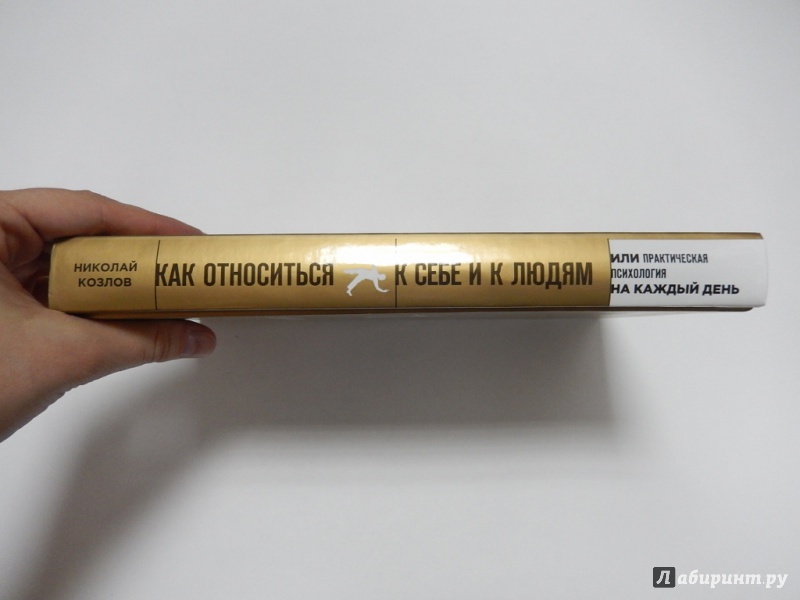 НИКОЛАЙ
КОЗЛОВ
КАК ОТНОСИТЬСЯ К СЕБЕ И К ЛЮДЯМ
ИЛИ ПРАКТИЧЕСКАЯ
ПСИХОЛОГИЯ
НА КАЖДЫЙ ДЕНЬ
Лабиринт.ру